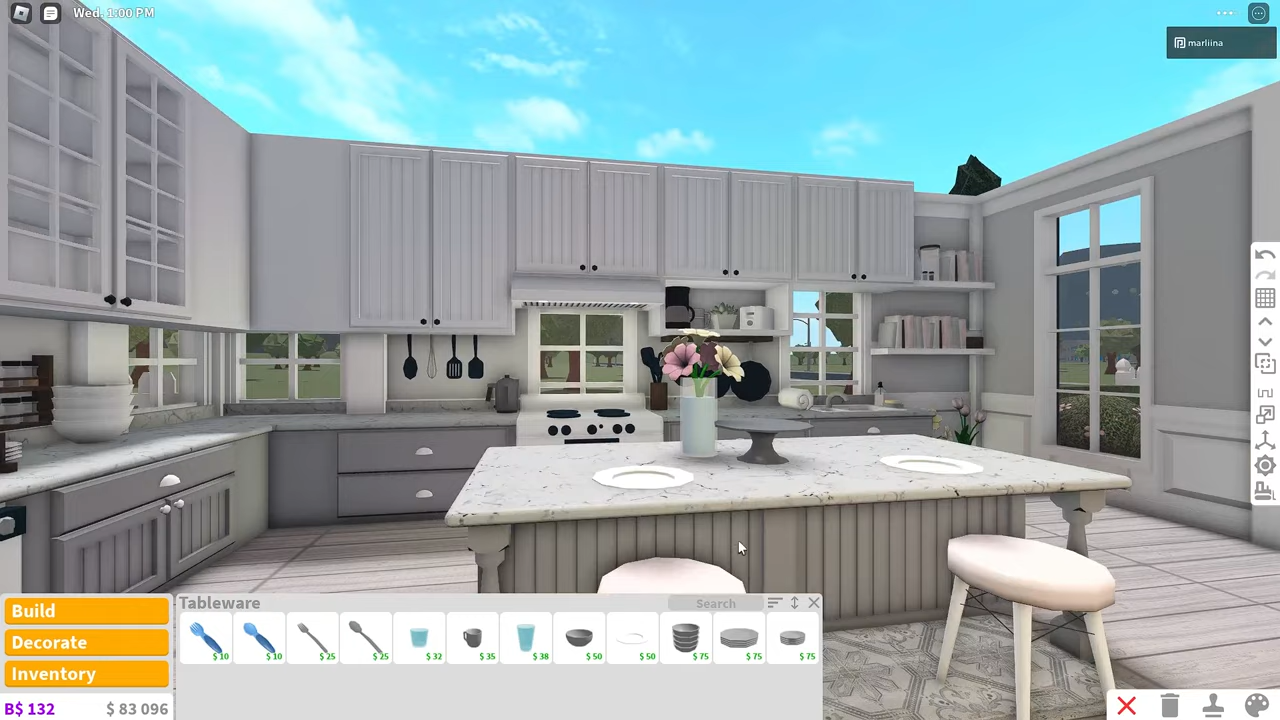 Wed. 1:00 PM
marliina
Tableware
Search
$ 10
$ 10
$ 25
$ 25
$ 32
$ 35
$ 38
$ 50
$ 50
$ 75
$ 75
$ 75
Build
Decorate
Inventory
B$ 132
$ 83 096